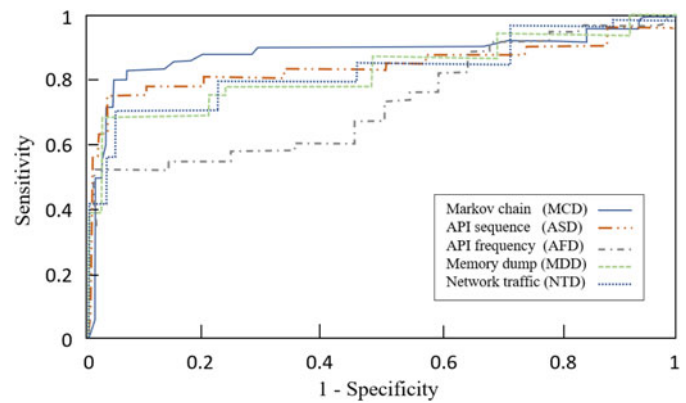 1
0.8
0.6
0.4
0.2
0
Sensitivity
Markov chain (MCD)
API sequence (ASD)
API frequency (AFD)
Memory dump (MDD)
Network traffic (NTD)
0 0.2 0.4 0.6 0.8 1
1 - Specificity